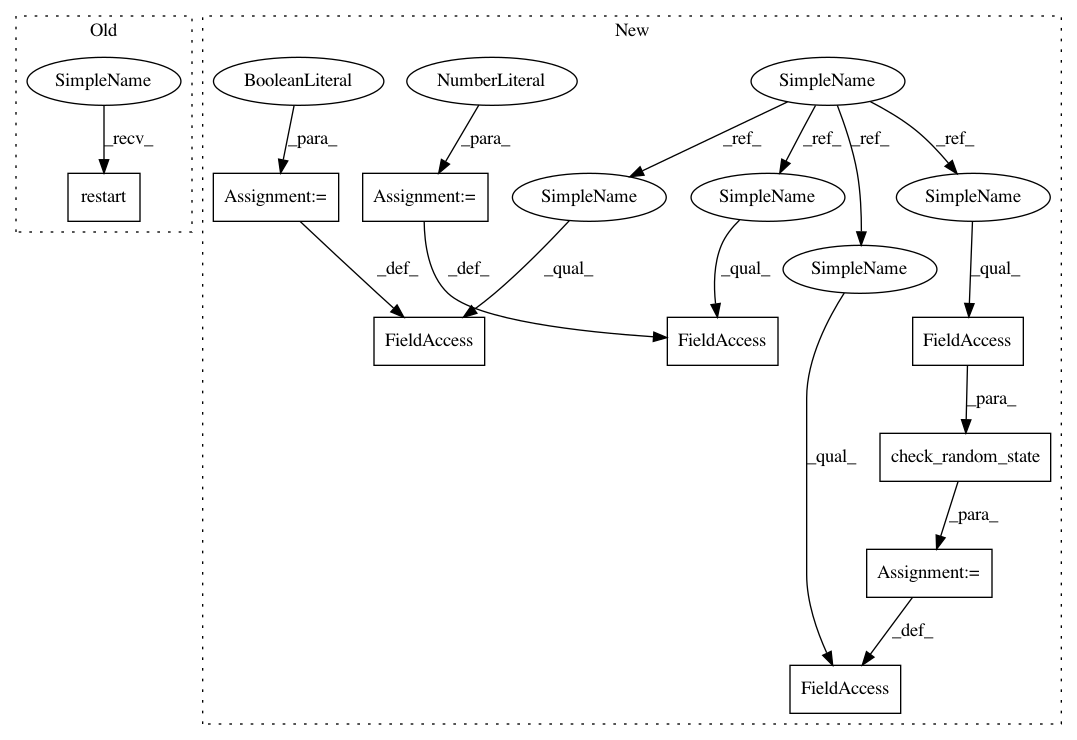 Old
New
SimpleName
BooleanLiteral
NumberLiteral
SimpleName
_recv_
_para_
_para_
_ref_
_ref_
_ref_
_ref_
restart
Assignment:=
Assignment:=
SimpleName
SimpleName
SimpleName
SimpleName
_def_
_def_
_qual_
_qual_
_qual_
FieldAccess
FieldAccess
FieldAccess
_para_
_qual_
check_random_state
_para_
Assignment:=
_def_
FieldAccess